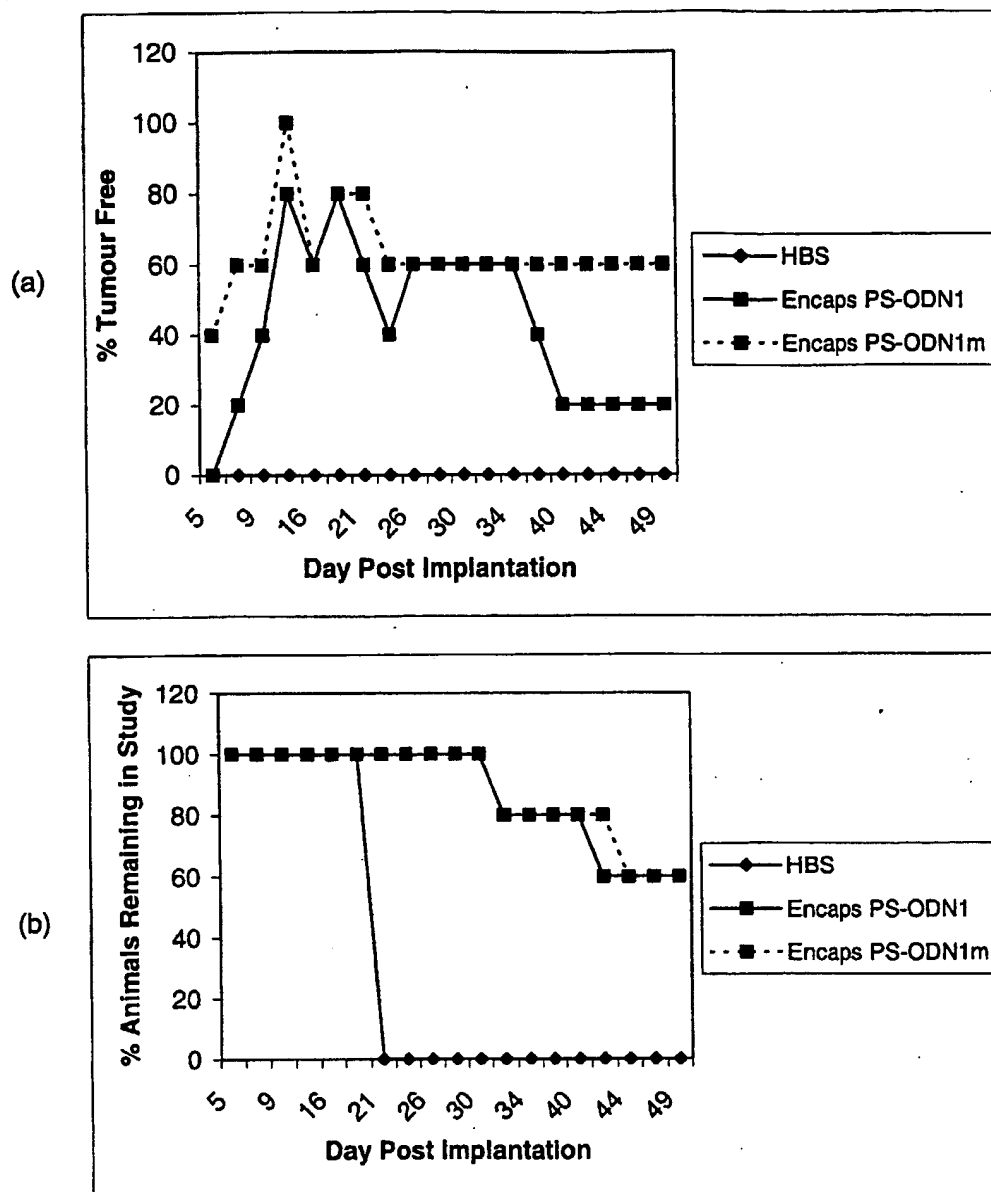 (a)
% Tumour Free
120
100
80
60
40
20
0
5 9 16 21 26 30 34 40 44 49
Day Post Implantation
HBS
Encaps PS-ODN1
Encaps PS-ODN1m
(b)
% Animals Remaining in Study
120
100
80
60
40
20
0
5 9 16 21 26 30 34 40 44 49
Day Post Implantation
HBS
Encaps PS-ODN1
Encaps PS-ODN1m